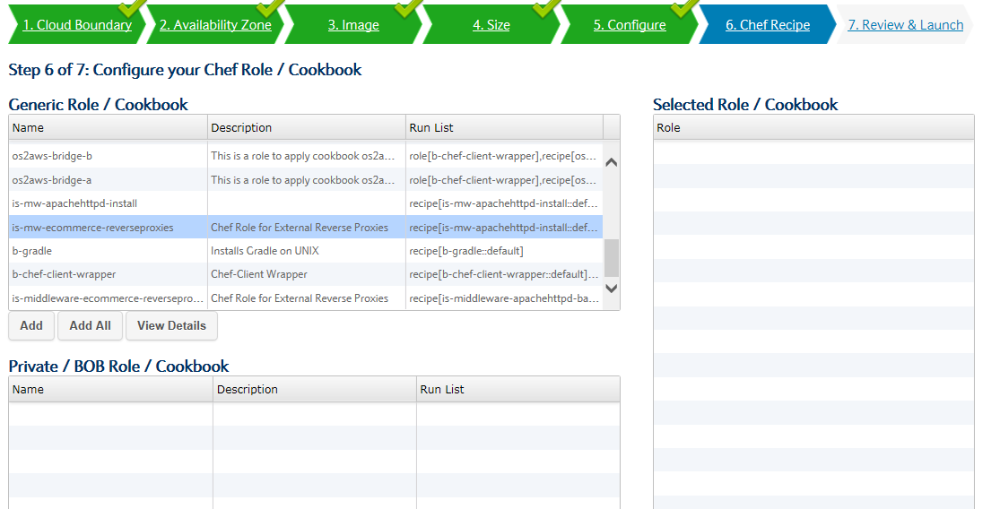 1. Cloud Boundary 2. Availability Zone 3. Image 4. Size 5. Configure 6. Chef Recipe 7. Review & Launch
Step 6 of 7: Configure your Chef Role / Cookbook
Generic Role / Cookbook
Name Description Run List
os2aws-bridge-b This is a role to apply cookbook os2a... role[b-chef-client-wrapper],recipe[os...
os2aws-bridge-a This is a role to apply cookbook os2a... role[b-chef-client-wrapper],recipe[os...
is-mw-apachehttpd-install recipe[is-mw-apachehttpd-install::def...
is-mw-ecommerce-reverseproxies Chef Role for External Reverse Proxies recipe[is-mw-apachehttpd-install::def...
b-gradle Installs Gradle on UNIX recipe[b-gradle::default]
b-chef-client-wrapper Chef-Client Wrapper recipe[b-chef-client-wrapper::default]...
is-middleware-ecommerce-reversepro... Chef Role for External Reverse Proxies recipe[is-middleware-apachehttpd-ba...
Add Add All View Details
Private / BOB Role / Cookbook
Name Description Run List
Selected Role / Cookbook
Role